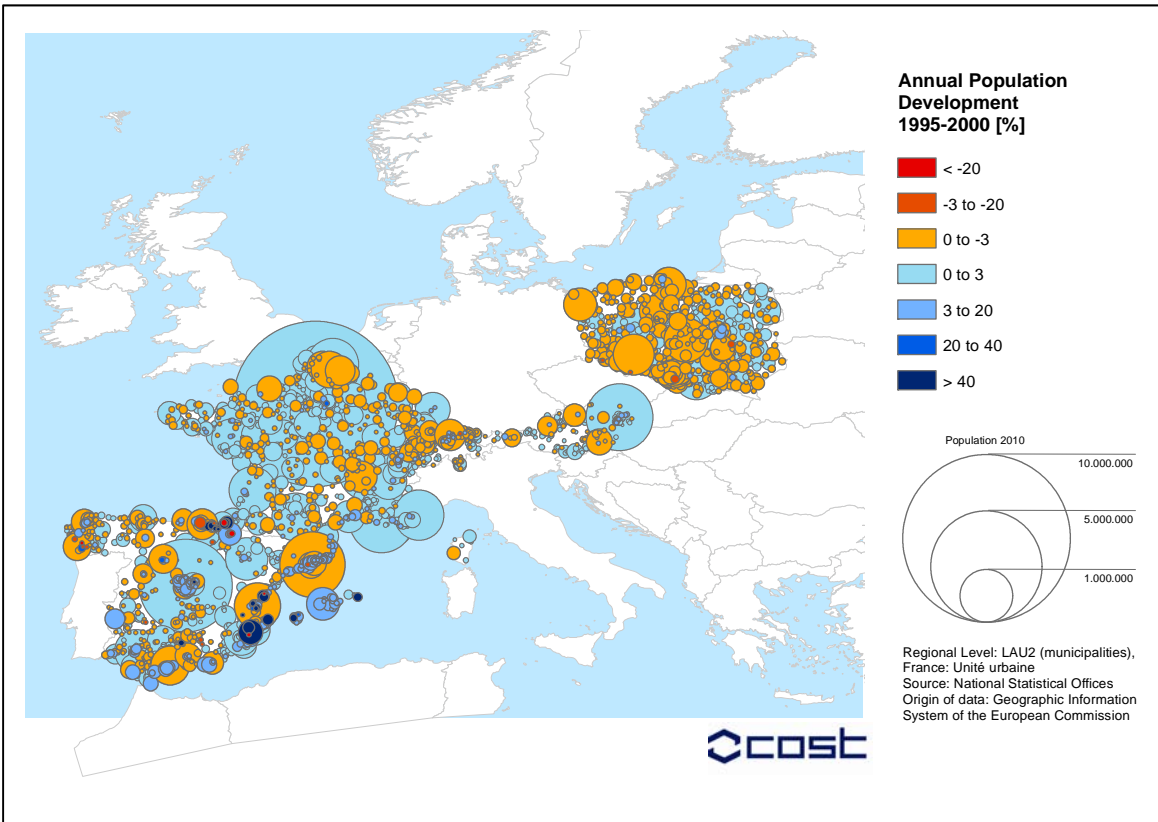 Annual Population
Development
1995-2000 [%]
< -20
-3 to -20
0 to -3
0 to 3
3 to 20
20 to 40
> 40
Population 2010
10.000.000
5.000.000
1.000.000
Regional Level: LAU2 (municipalities),
France: Unité urbaine
Source: National Statistical Offices
Origin of data: Geographic Information
System of the European Commission
cost